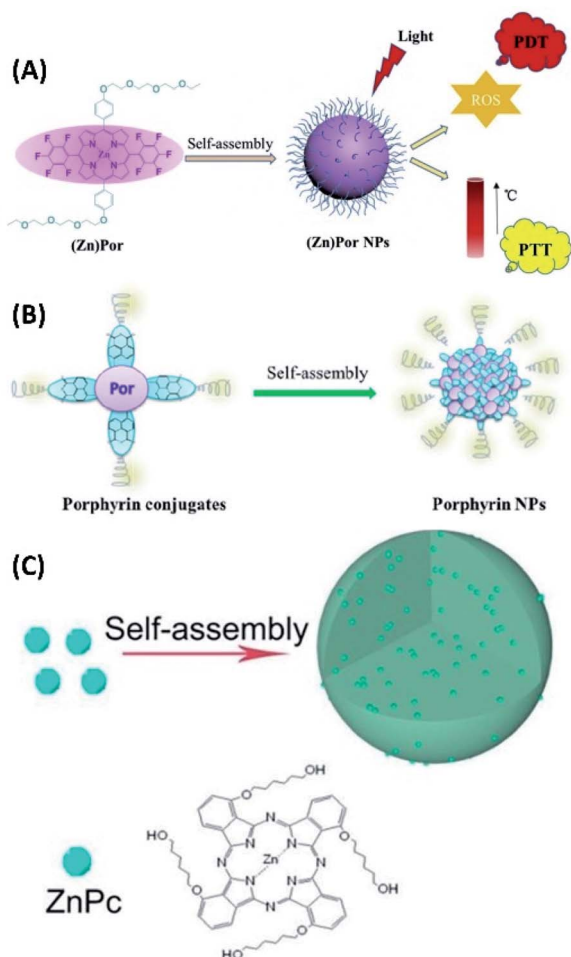 (A)
Light
PDT
ROS
F
F
F
F
F
F
F
F
F
F
N
N
N
N
Zn
O
O
O
O
O
O
O
O
Self-assembly
(Zn)Por
(Zn)Por NPs
°C
PTT
(B)
Por
Self-assembly
Porphyrin conjugates
Porphyrin NPs
(C)
Self-assembly
OH
O
N
N
N
HO
O
N
Zn
N
O
N
N
N
OH
O
HO
ZnPc